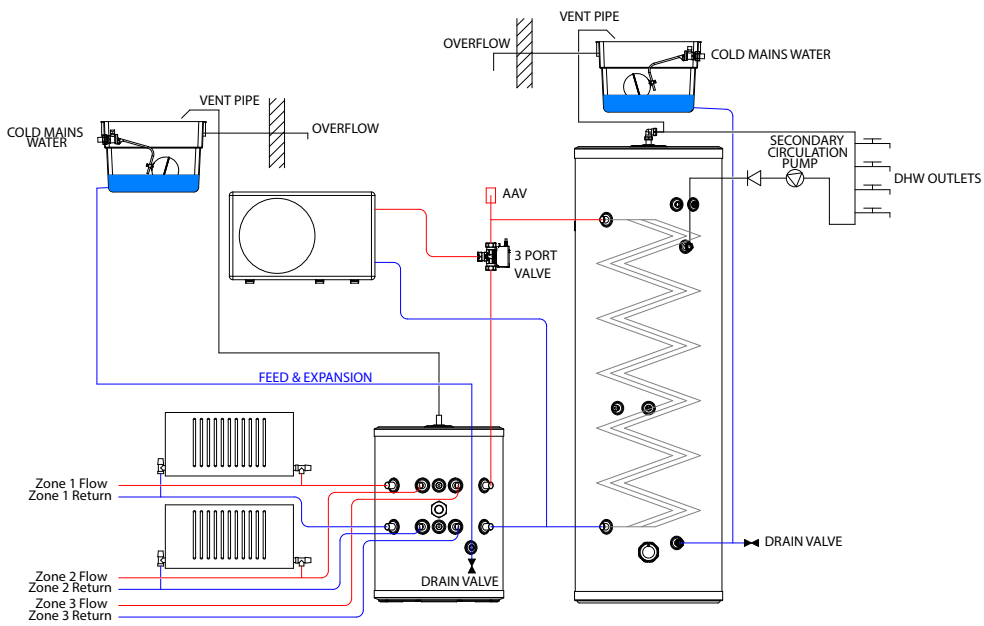 VENT PIPE
OVERFLOW
COLD MAINS WATER
VENT PIPE
COLD MAINS
WATER
OVERFLOW
SECONDARY
CIRCULATION
PUMP
DHW OUTLETS
AAV
3 PORT
VALVE
FEED & EXPANSION
Zone 1 Flow
Zone 1 Return
DRAIN VALVE
Zone 2 Flow
Zone 2 Return
DRAIN VALVE
Zone 3 Flow
Zone 3 Return